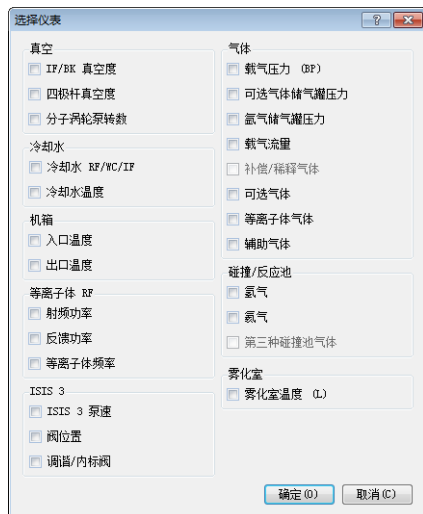 选择仪表
真空
IF/BK 真空度
四极杆真空度
分子涡轮泵转数
冷却水
冷却水 RF/WC/IF
冷却水温度
机箱
入口温度
出口温度
等离子体 RF
射频功率
反馈功率
等离子体频率
ISIS 3
ISIS 3 泵速
阀位置
调谐/内标阀
气体
载气压力 (BP)
可选气体储气罐压力
氩气储气罐压力
载气流量
补偿/稀释气体
可选气体
等离子体气体
辅助气体
碰撞/反应池
氢气
氦气
第三种碰撞池气体
雾化室
雾化室温度 (L)
确定(O)
取消(C)